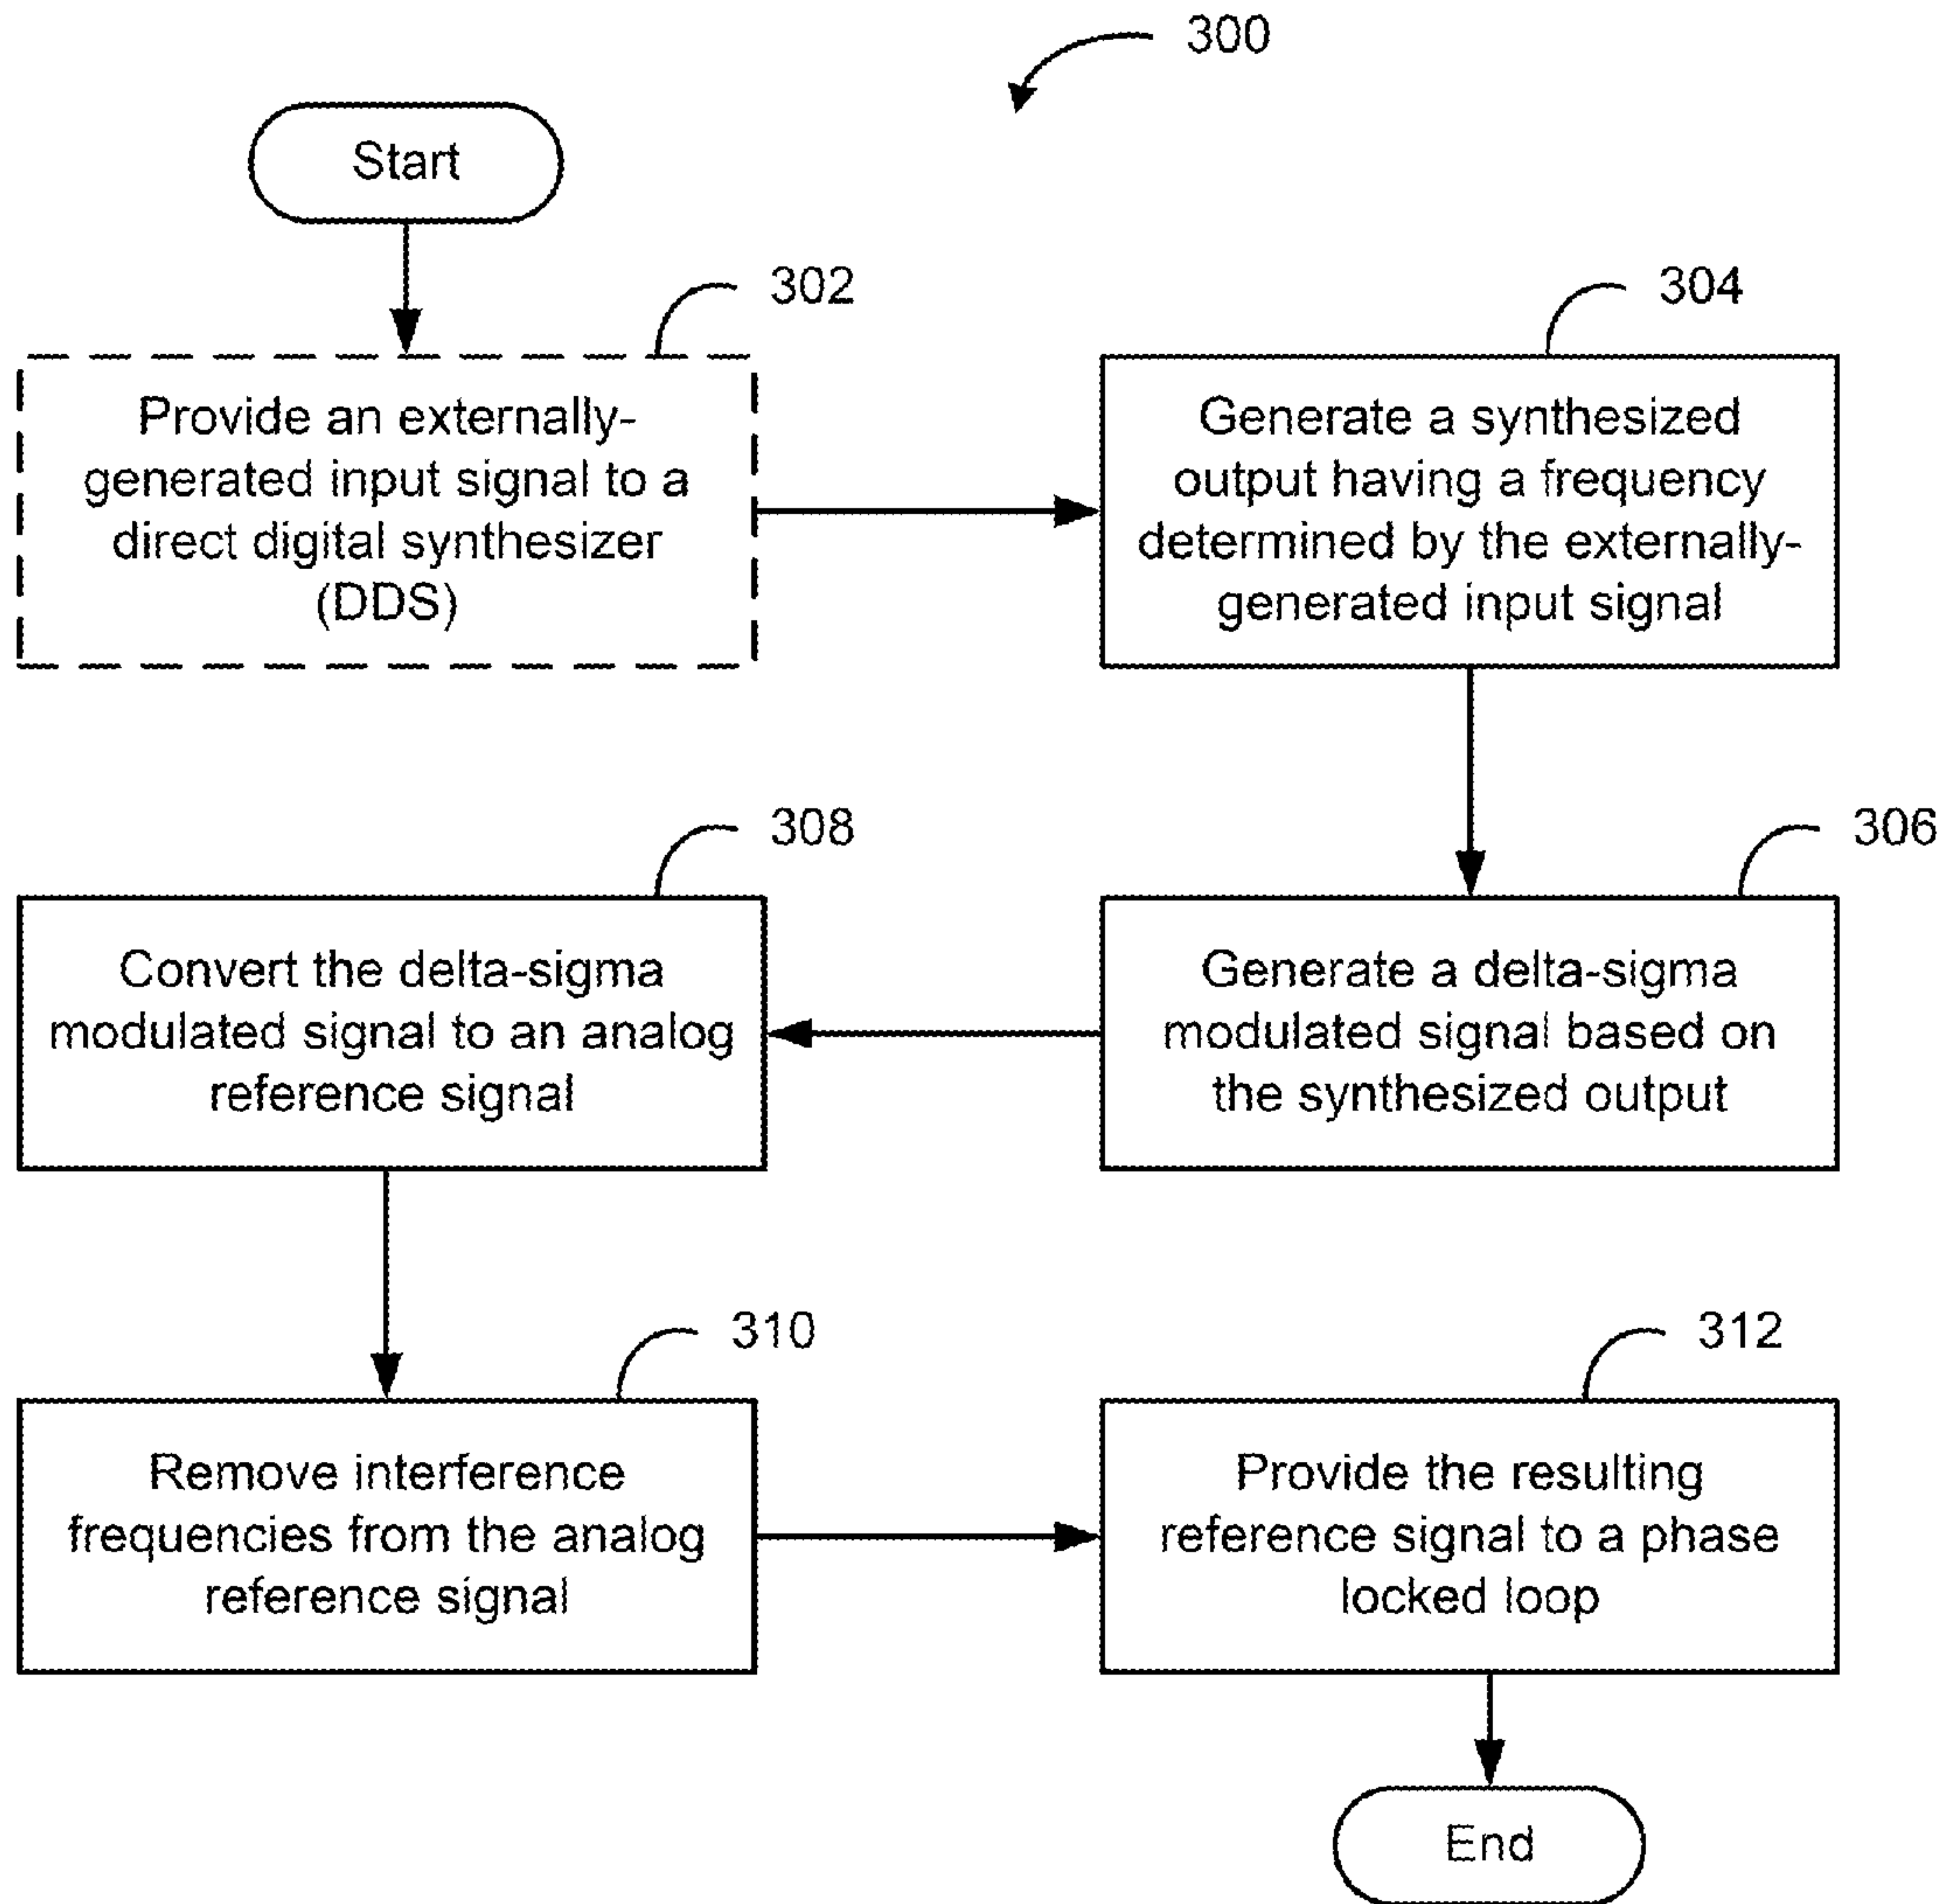 300
Start
302
Provide an externally-
generated input signal to a
direct digital synthesizer
(DDS)
304
Generate a synthesized
output having a frequency
determined by the externally-
generated input signal
306
Generate a delta-sigma
modulated signal based on
the synthesized output
308
Convert the delta-sigma
modulated signal to an analog
reference signal
310
Remove interference
frequencies from the analog
reference signal
312
Provide the resulting
reference signal to a phase
locked loop
End